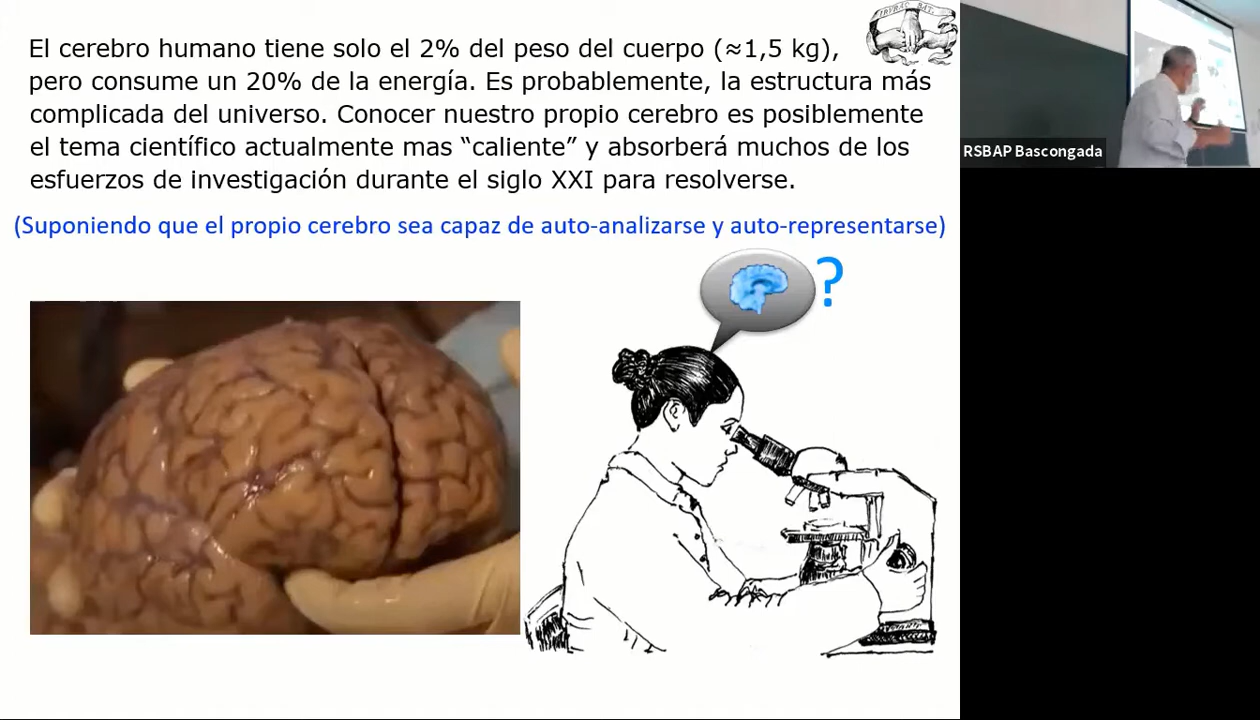 El cerebro humano tiene solo el 2% del peso del cuerpo (≈1,5 kg),
pero consume un 20% de la energía. Es probablemente, la estructura más
complicada del universo. Conocer nuestro propio cerebro es posiblemente
el tema científico actualmente mas “caliente” y absorberá muchos de los
esfuerzos de investigación durante el siglo XXI para resolverse.
(Suponiendo que el propio cerebro sea capaz de auto-analizarse y auto-representarse)
?
RSBAP Bascongada